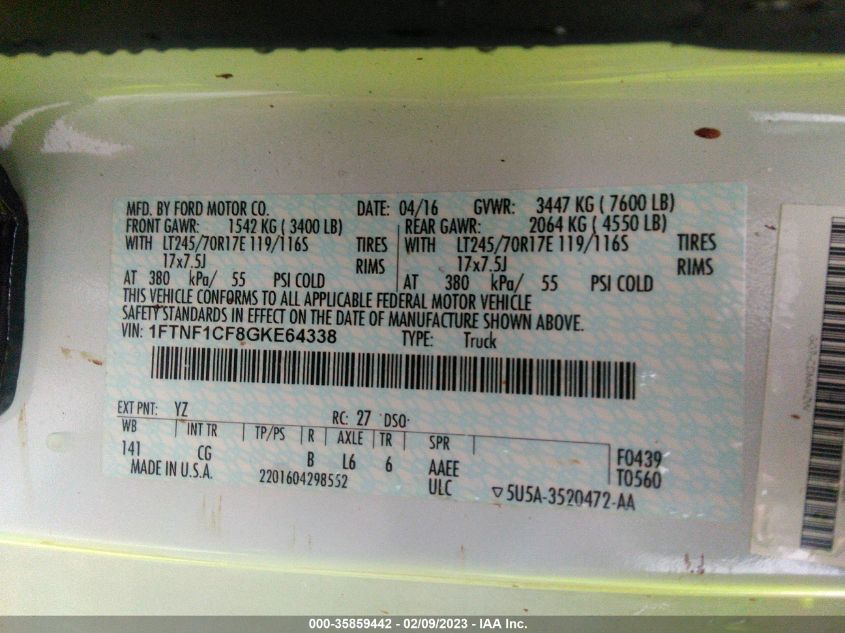 MFD. BY FORD MOTOR CO. DATE: 04/16 GVWR: 3447 KG ( 7600 LB)
FRONT GAWR: 1542 KG ( 3400 LB) REAR GAWR: 2064 KG ( 4550 LB)
WITH LT245/70R17E 119/116S TIRES WITH LT245/70R17E 119/116S TIRES
17x7.5J RIMS 17x7.5J RIMS
AT 380 kPa/ 55 PSI COLD AT 380 kPa/ 55 PSI COLD
THIS VEHICLE CONFORMS TO ALL APPLICABLE FEDERAL MOTOR VEHICLE
SAFETY STANDARDS IN EFFECT ON THE DATE OF MANUFACTURE SHOWN ABOVE.
VIN: 1FTNF1CF8GKE64338 TYPE: Truck
EXT PNT: YZ RC: 27 DSO:
WB INT TR TP/PS R AXLE TR SPR
141 CG B L6 6 AAEE F0439
MADE IN U.S.A. 2201604298552 ULC T0560
▽5U5A-3520472-AA
000-35859442 - 02/09/2023 - IAA Inc.